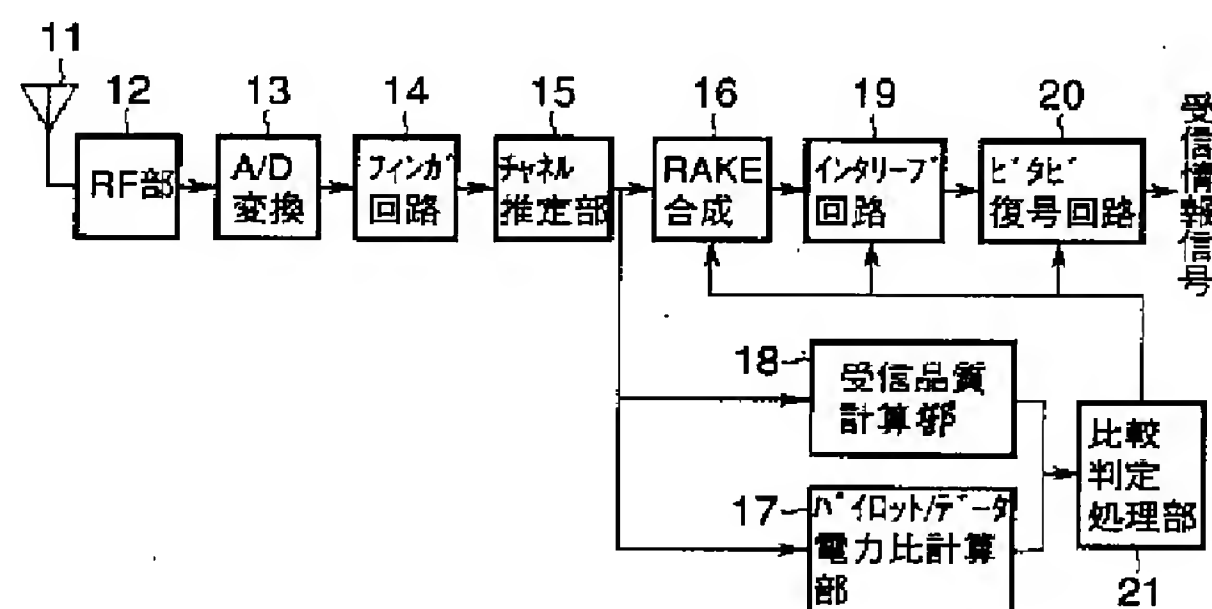 11
12
13
14
15
16
19
20
RF部
A/D
変換
フィンガ
回路
チャネル
推定部
RAKE
合成
インタリーブ
回路
ビタビ
復号回路
受信情報信号
18
受信品質
計算部
17
パイロット/データ
電力比計算
部
比較
判定
処理部
21